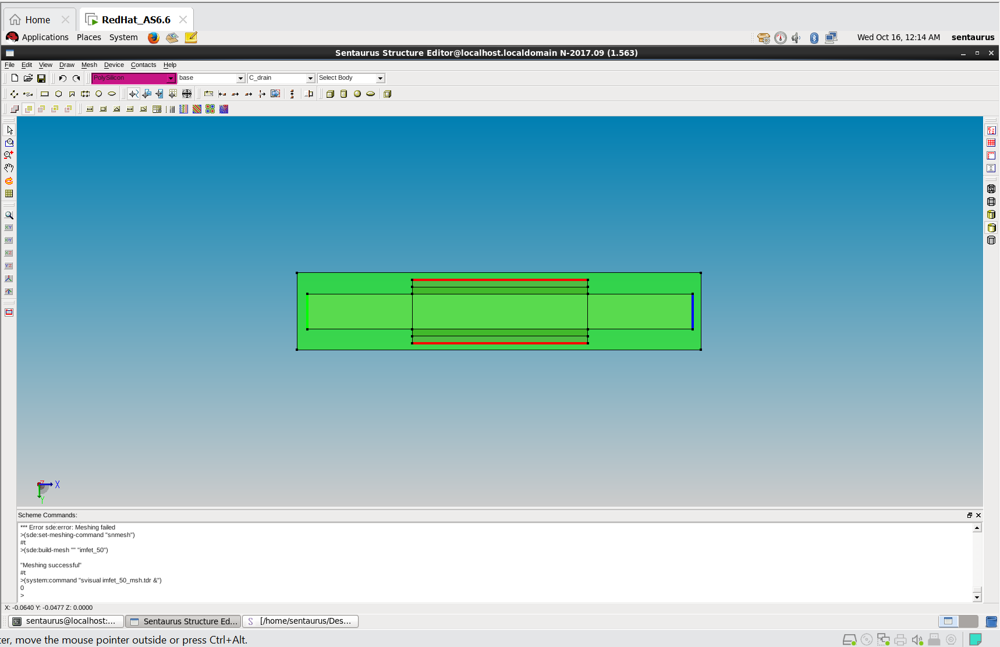 Home
RedHat_AS6.6
Applications Places System
Wed Oct 16, 12:14 AM sentaurus
Sentaurus Structure Editor@localhost.localdomain N-2017.09 (1.563)
File Edit View Draw Mesh Device Contacts Help
PolySilicon base C_drain Select Body
XY
X-Y
XZ
YZ
Z X
Y
Scheme Commands:
*** Error sde:error: Meshing failed
>(sde:set-meshing-command "snmesh")
#t
>(sde:build-mesh "" "imfet_50")
"Meshing successful"
#t
>(system:command "svisual imfet_50_msh.tdr &")
0
>
X: -0.0640 Y: -0.0477 Z: 0.0000
sentaurus@localhost:... Sentaurus Structure Ed... S [/home/sentaurus/Des...
ter, move the mouse pointer outside or press Ctrl+Alt.